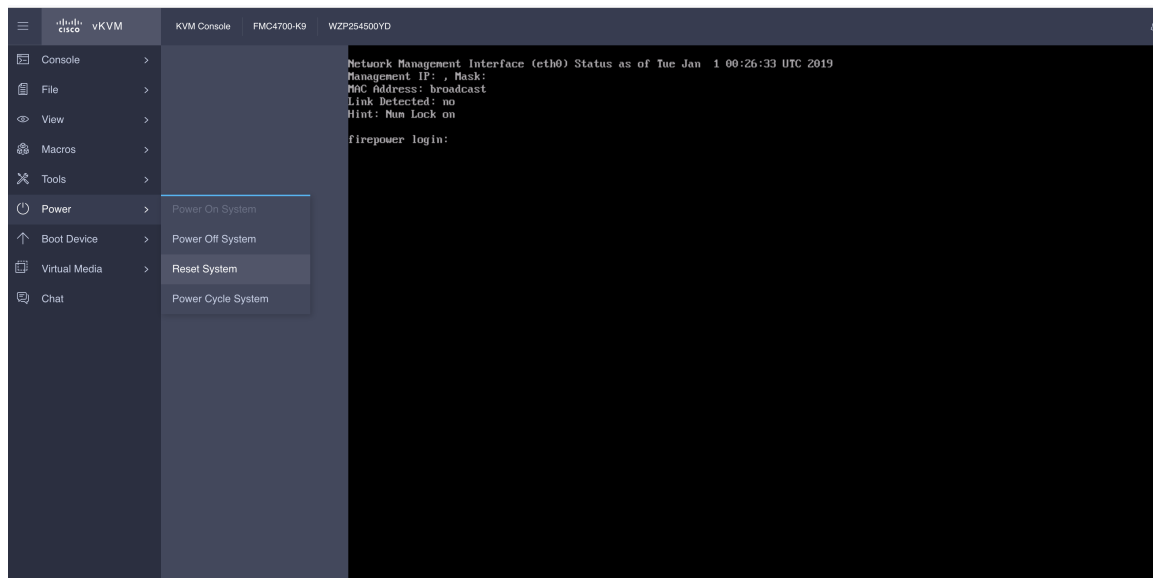 cisco vKVM
KVM Console FMC4700-K9 WZP254500YD
Console
File
View
Macros
Tools
Power
Boot Device
Virtual Media
Chat
Power On System
Power Off System
Reset System
Power Cycle System
Network Management Interface (eth0) Status as of Tue Jan  1 00:26:33 UTC 2019
Management IP: , Mask:
MAC Address: broadcast
Link Detected: no
Hint: Num Lock on
firepower login: